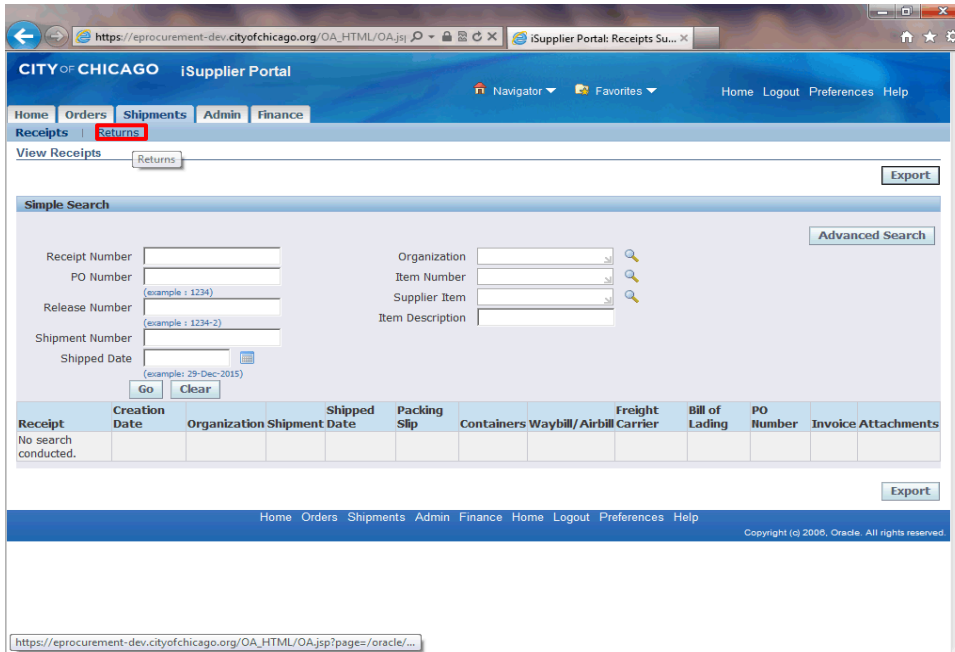 https://eprocurement-dev.cityofchicago.org/OA_HTML/OA.jsp
iSupplier Portal: Receipts Su...
CITY OF CHICAGO iSupplier Portal
Navigator Favorites Home Logout Preferences Help
Home Orders Shipments Admin Finance
Receipts | Returns
View Receipts
Returns
Export
Simple Search
Advanced Search
Receipt Number Organization
PO Number Item Number
(example : 1234)
Supplier Item
Release Number
Item Description
(example : 1234-2)
Shipment Number
Shipped Date
(example: 29-Dec-2015)
Go Clear
Creation Shipped Packing Freight Bill of PO
Receipt Date Organization Shipment Date Slip Containers Waybill/Airbill Carrier Lading Number Invoice Attachments
No search
conducted.
Export
Home Orders Shipments Admin Finance Home Logout Preferences Help
Copyright (c) 2006, Oracle. All rights reserved.
https://eprocurement-dev.cityofchicago.org/OA_HTML/OA.jsp?page=/oracle/...